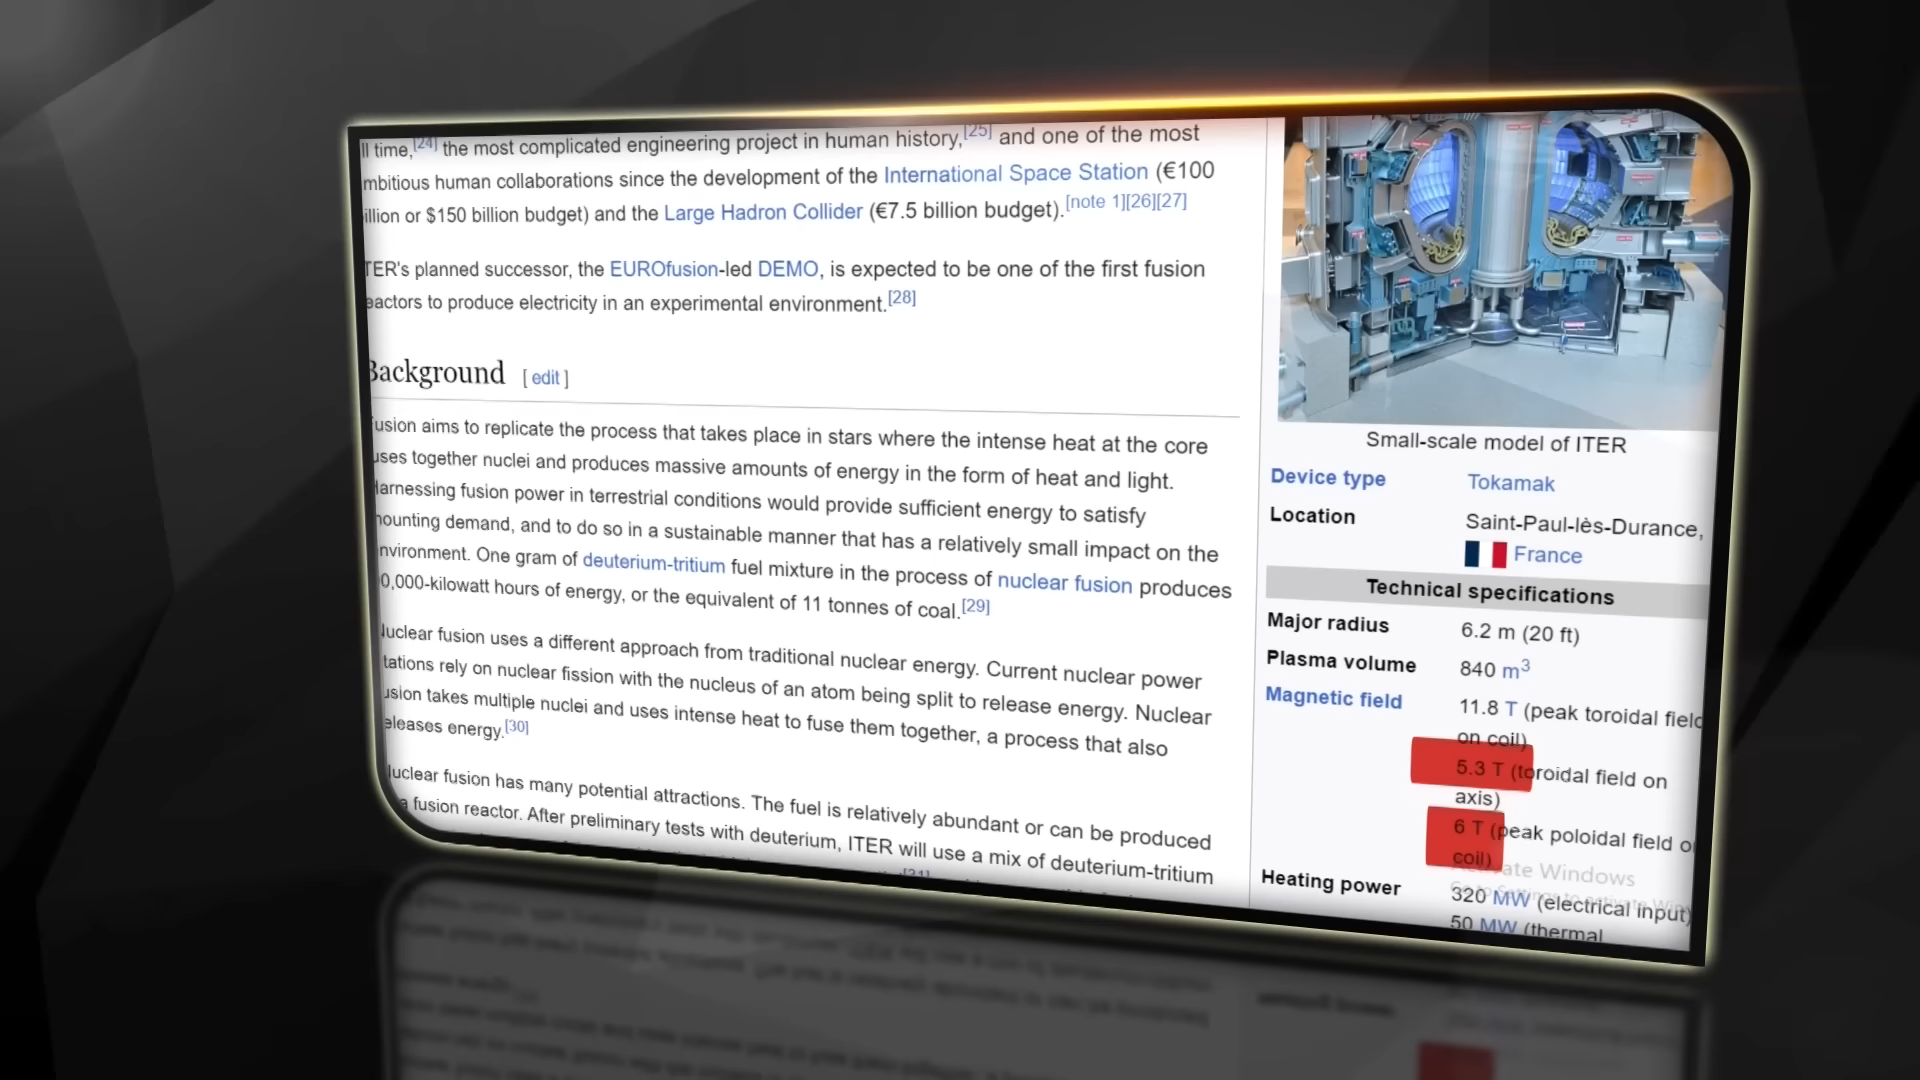 ll time,[24] the most complicated engineering project in human history,[25] and one of the most
mbitious human collaborations since the development of the International Space Station (€100
illion or $150 billion budget) and the Large Hadron Collider (€7.5 billion budget).[note 1][26][27]
TER's planned successor, the EUROfusion-led DEMO, is expected to be one of the first fusion
eactors to produce electricity in an experimental environment.[28]
Background [ edit ]
usion aims to replicate the process that takes place in stars where the intense heat at the core
uses together nuclei and produces massive amounts of energy in the form of heat and light.
Harnessing fusion power in terrestrial conditions would provide sufficient energy to satisfy
mounting demand, and to do so in a sustainable manner that has a relatively small impact on the
nvironment. One gram of deuterium-tritium fuel mixture in the process of nuclear fusion produces
0,000-kilowatt hours of energy, or the equivalent of 11 tonnes of coal.[29]
Nuclear fusion uses a different approach from traditional nuclear energy. Current nuclear power
tations rely on nuclear fission with the nucleus of an atom being split to release energy. Nuclear
usion takes multiple nuclei and uses intense heat to fuse them together, a process that also
eleases energy.[30]
Nuclear fusion has many potential attractions. The fuel is relatively abundant or can be produced
a fusion reactor. After preliminary tests with deuterium, ITER will use a mix of deuterium-tritium
[31]
Small-scale model of ITER
Device type Tokamak
Location Saint-Paul-lès-Durance,
France
Technical specifications
Major radius 6.2 m (20 ft)
Plasma volume 840 m³
Magnetic field 11.8 T (peak toroidal field
on coil)
5.3 T (toroidal field on
axis)
6 T (peak poloidal field o
coil)
Activate Windows
Go to Settings to activate Win
Heating power 320 MW (electrical input)
50 MW (thermal